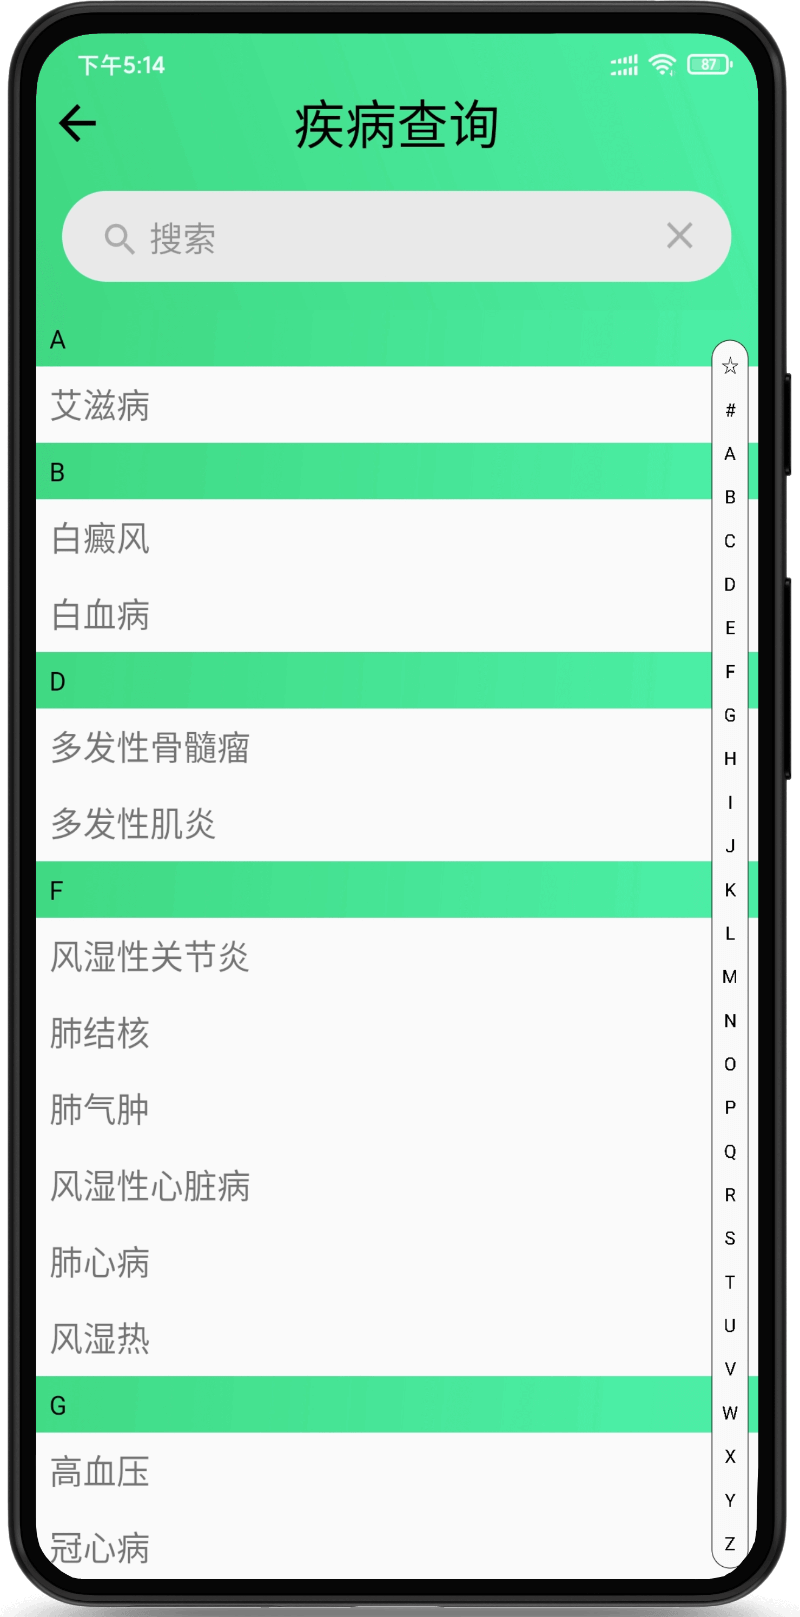 下午5:14
87
疾病查询
搜索
A
艾滋病
B
白癜风
白血病
D
多发性骨髓瘤
多发性肌炎
F
风湿性关节炎
肺结核
肺气肿
风湿性心脏病
肺心病
风湿热
G
高血压
冠心病
☆
#
A
B
C
D
E
F
G
H
I
J
K
L
M
N
O
P
Q
R
S
T
U
V
W
X
Y
Z